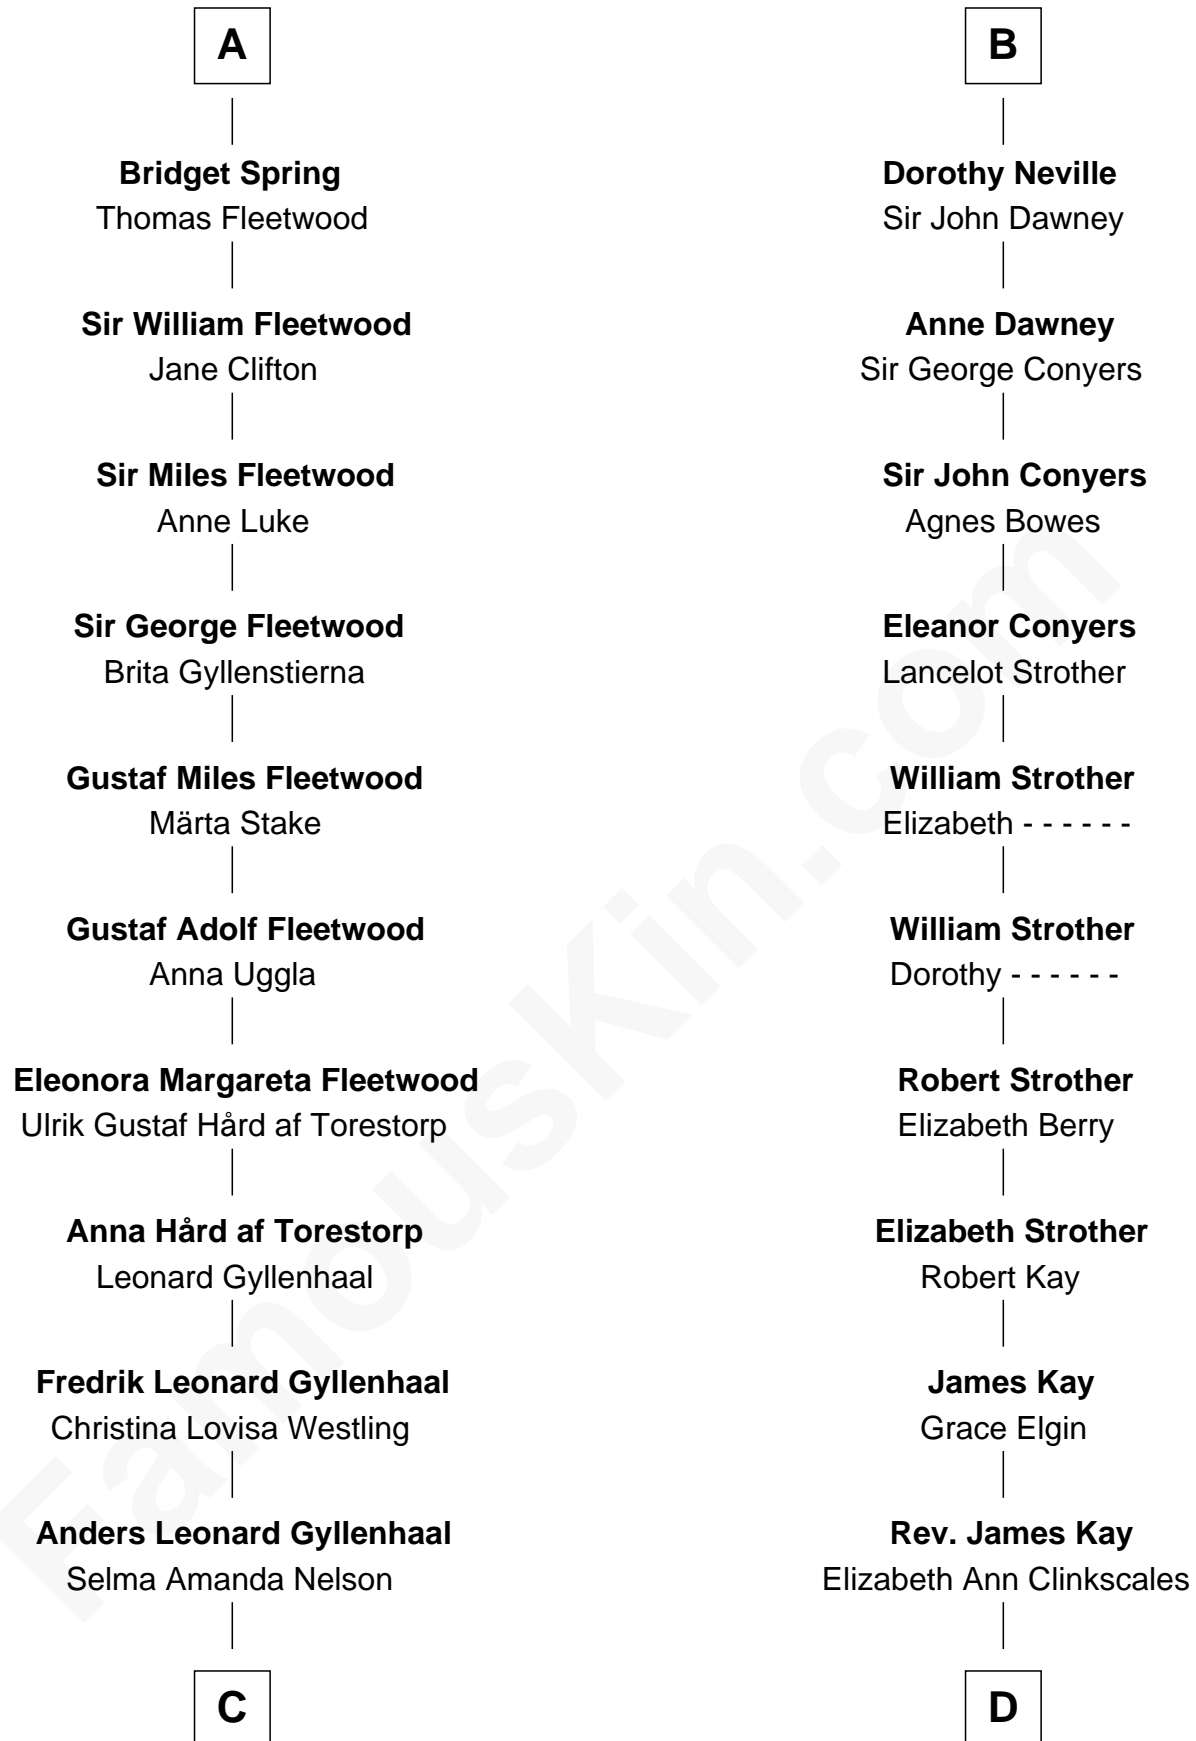 A
Bridget Spring
Thomas Fleetwood
Sir William Fleetwood
Jane Clifton
Sir Miles Fleetwood
Anne Luke
Sir George Fleetwood
Brita Gyllenstierna
Gustaf Miles Fleetwood
Märta Stake
Gustaf Adolf Fleetwood
Anna Uggla
Eleonora Margareta Fleetwood
Ulrik Gustaf Hård af Torestorp
Anna Hård af Torestorp
Leonard Gyllenhaal
Fredrik Leonard Gyllenhaal
Christina Lovisa Westling
Anders Leonard Gyllenhaal
Selma Amanda Nelson
C
B
Dorothy Neville
Sir John Dawney
Anne Dawney
Sir George Conyers
Sir John Conyers
Agnes Bowes
Eleanor Conyers
Lancelot Strother
William Strother
Elizabeth - - - - - -
William Strother
Dorothy - - - - - -
Robert Strother
Elizabeth Berry
Elizabeth Strother
Robert Kay
James Kay
Grace Elgin
Rev. James Kay
Elizabeth Ann Clinkscales
D
FamousKin.com